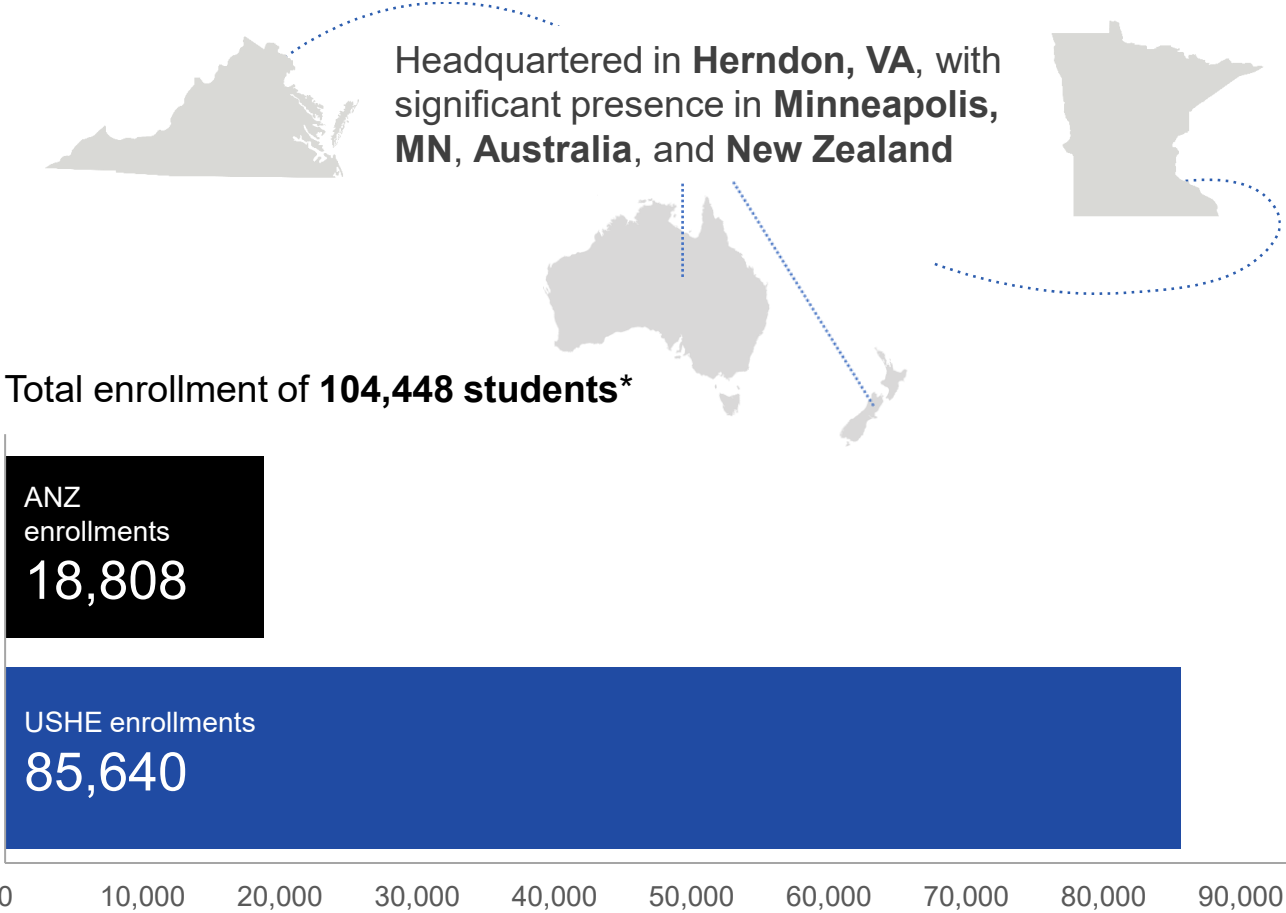 Headquartered in Herndon, VA, with
significant presence in Minneapolis,
MN, Australia, and New Zealand
Total enrollment of 104,448 students*
ANZ
enrollments
18,808
USHE enrollments
85,640
0 10,000 20,000 30,000 40,000 50,000 60,000 70,000 80,000 90,000